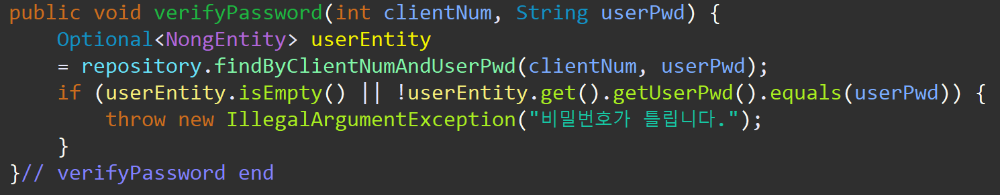 public void verifyPassword(int clientNum, String userPwd) {
    Optional<NongEntity> userEntity
    = repository.findByClientNumAndUserPwd(clientNum, userPwd);
    if (userEntity.isEmpty() || !userEntity.get().getUserPwd().equals(userPwd)) {
        throw new IllegalArgumentException("비밀번호가 틀립니다.");
    }
}// verifyPassword end